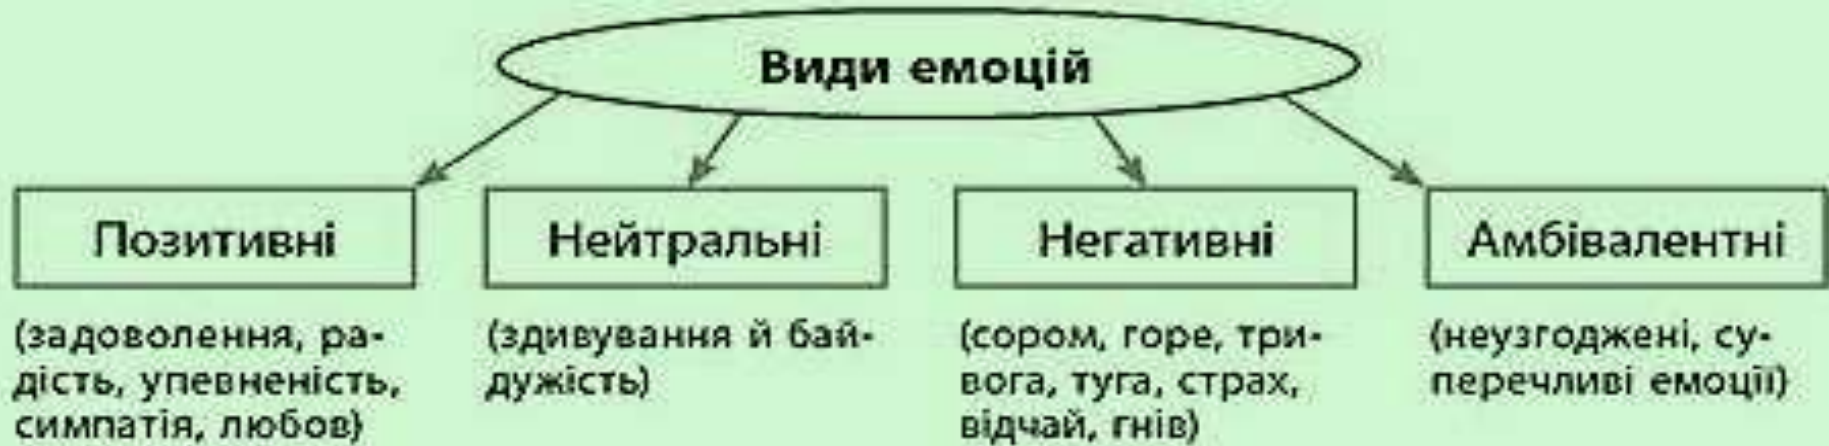 Види емоцій
Позитивні
(задоволення, ра-
дість, упевненість,
симпатія, любов)
Нейтральні
(здивування й бай-
дужість)
Негативні
(сором, горе, три-
вога, туга, страх,
відчай, гнів)
Амбівалентні
(неузгоджені, су-
перечливі емоції)